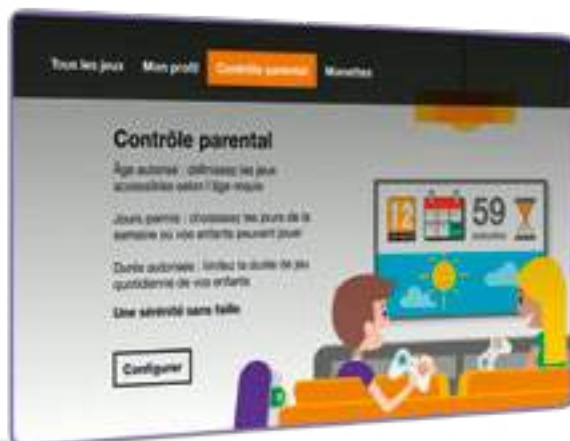 Tous les jeux Mon profil Contrôle parental Manettes
Contrôle parental
Âge autorisé : définissez les jeux
accessibles selon l'âge requis
Jours permis : choisissez les jours de la
semaine où vos enfants peuvent jouer
Durée autorisée : limitez la durée de jeu
quotidienne de vos enfants
Une sérénité sans faille
Configurer
12
59